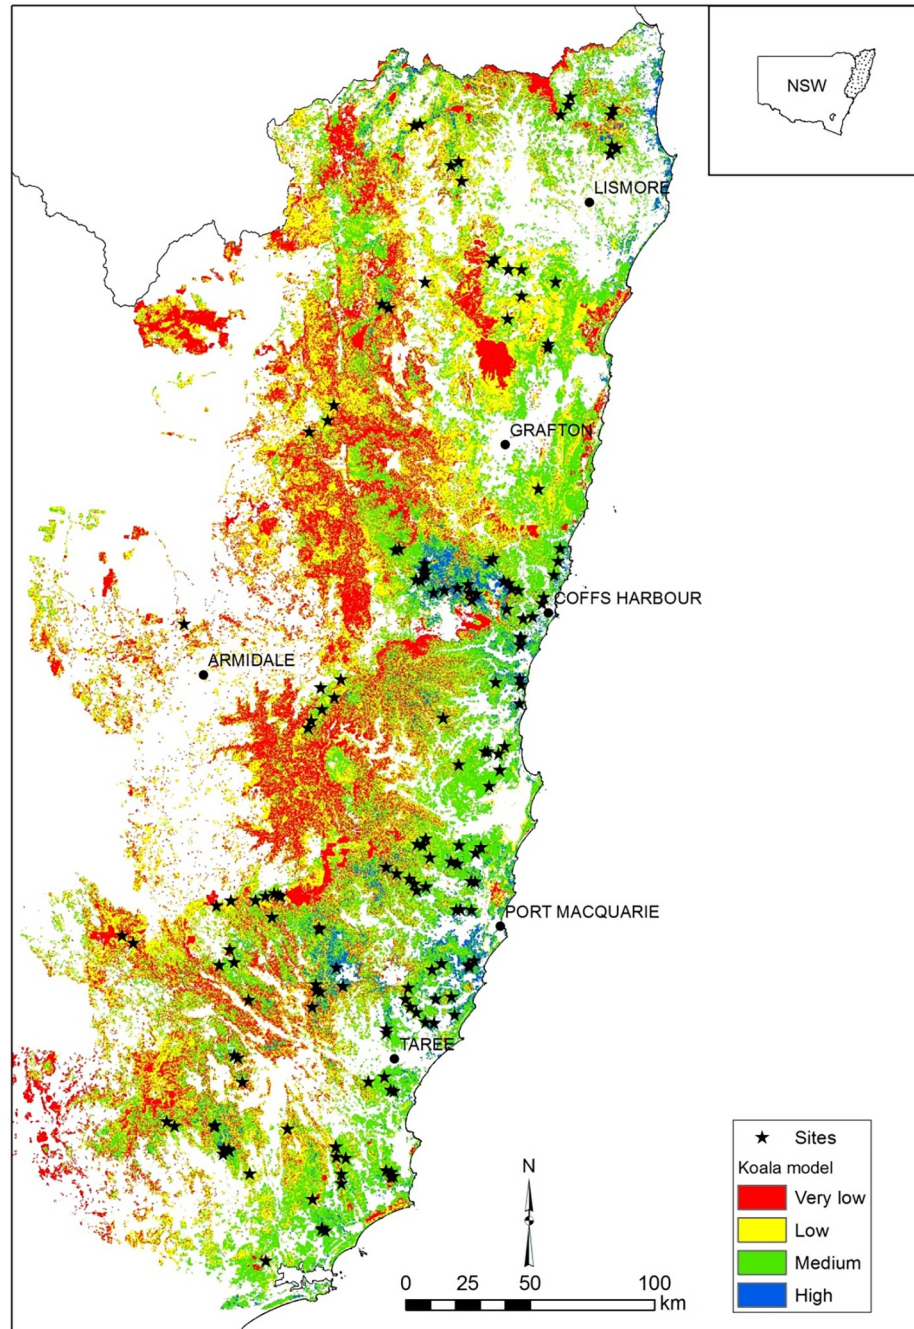 NSW
LISMORE
GRAFTON
COFFS HARBOUR
ARMIDALE
PORT MACQUARIE
TAREE
N
Sites
Koala model
Very low
Low
Medium
High
0 25 50 100
km